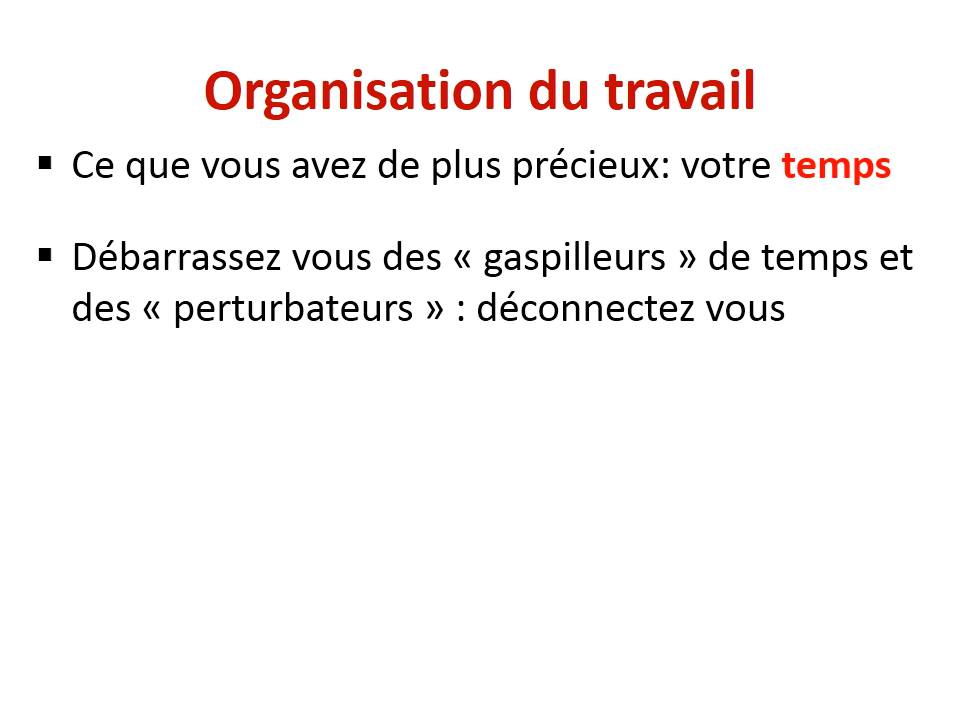 Organisation du travail
▪ Ce que vous avez de plus précieux: votre temps
▪ Débarrassez vous des « gaspilleurs » de temps et
des « perturbateurs » : déconnectez vous